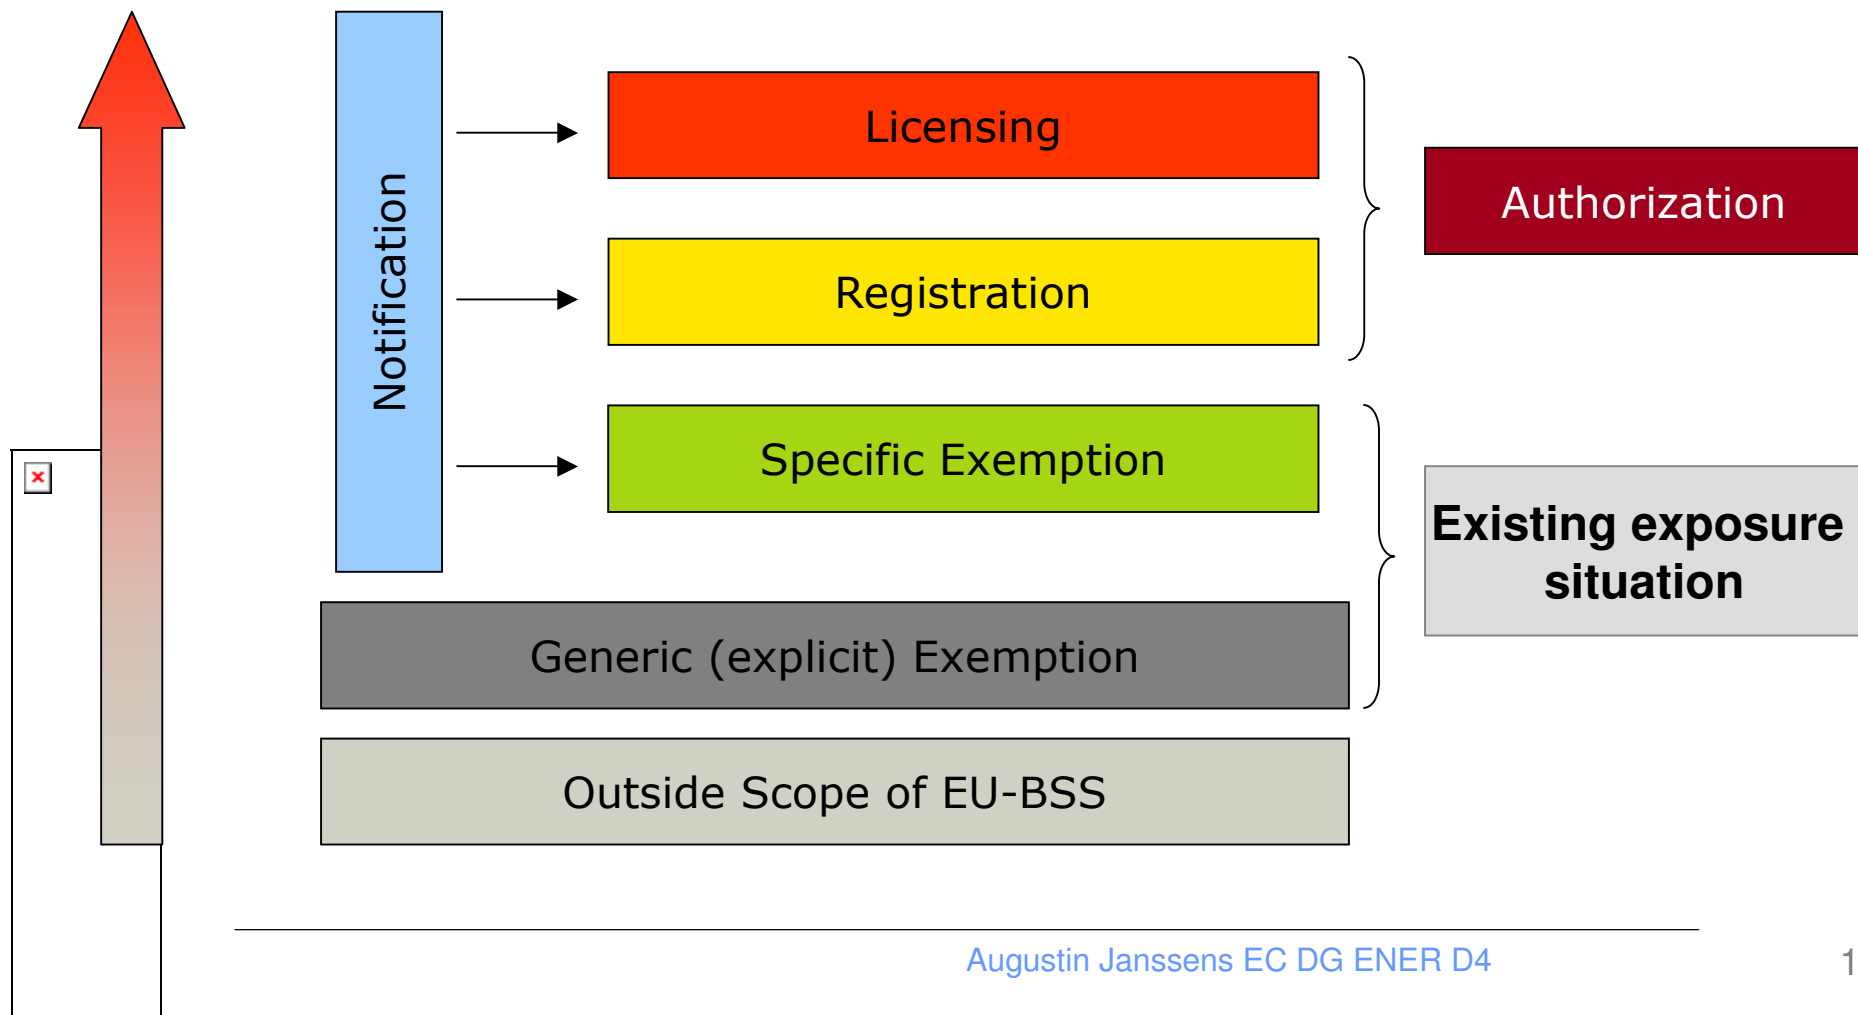 Notification
Licensing
Registration
Specific Exemption
Authorization
Existing exposure
situation
Generic (explicit) Exemption
Outside Scope of EU-BSS
Augustin Janssens EC DG ENER D4
1